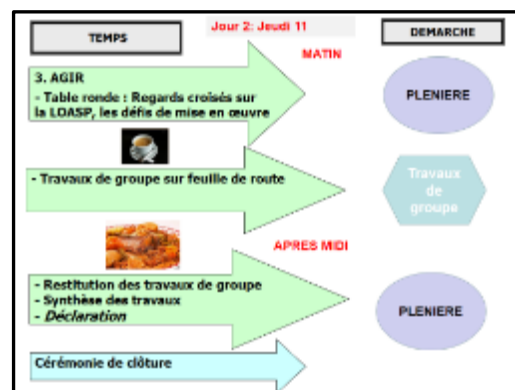 Jour 2: Jeudi 11
TEMPS
DEMARCHE
MATIN
3. AGIR
- Table ronde : Regards croisés sur
la LOASP, les défis de mise en œuvre
PLENIERE
- Travaux de groupe sur feuille de route
Travaux
de
groupe
APRES MIDI
- Restitution des travaux de groupe
- Synthèse des travaux
- Déclaration
PLENIERE
Cérémonie de clôture